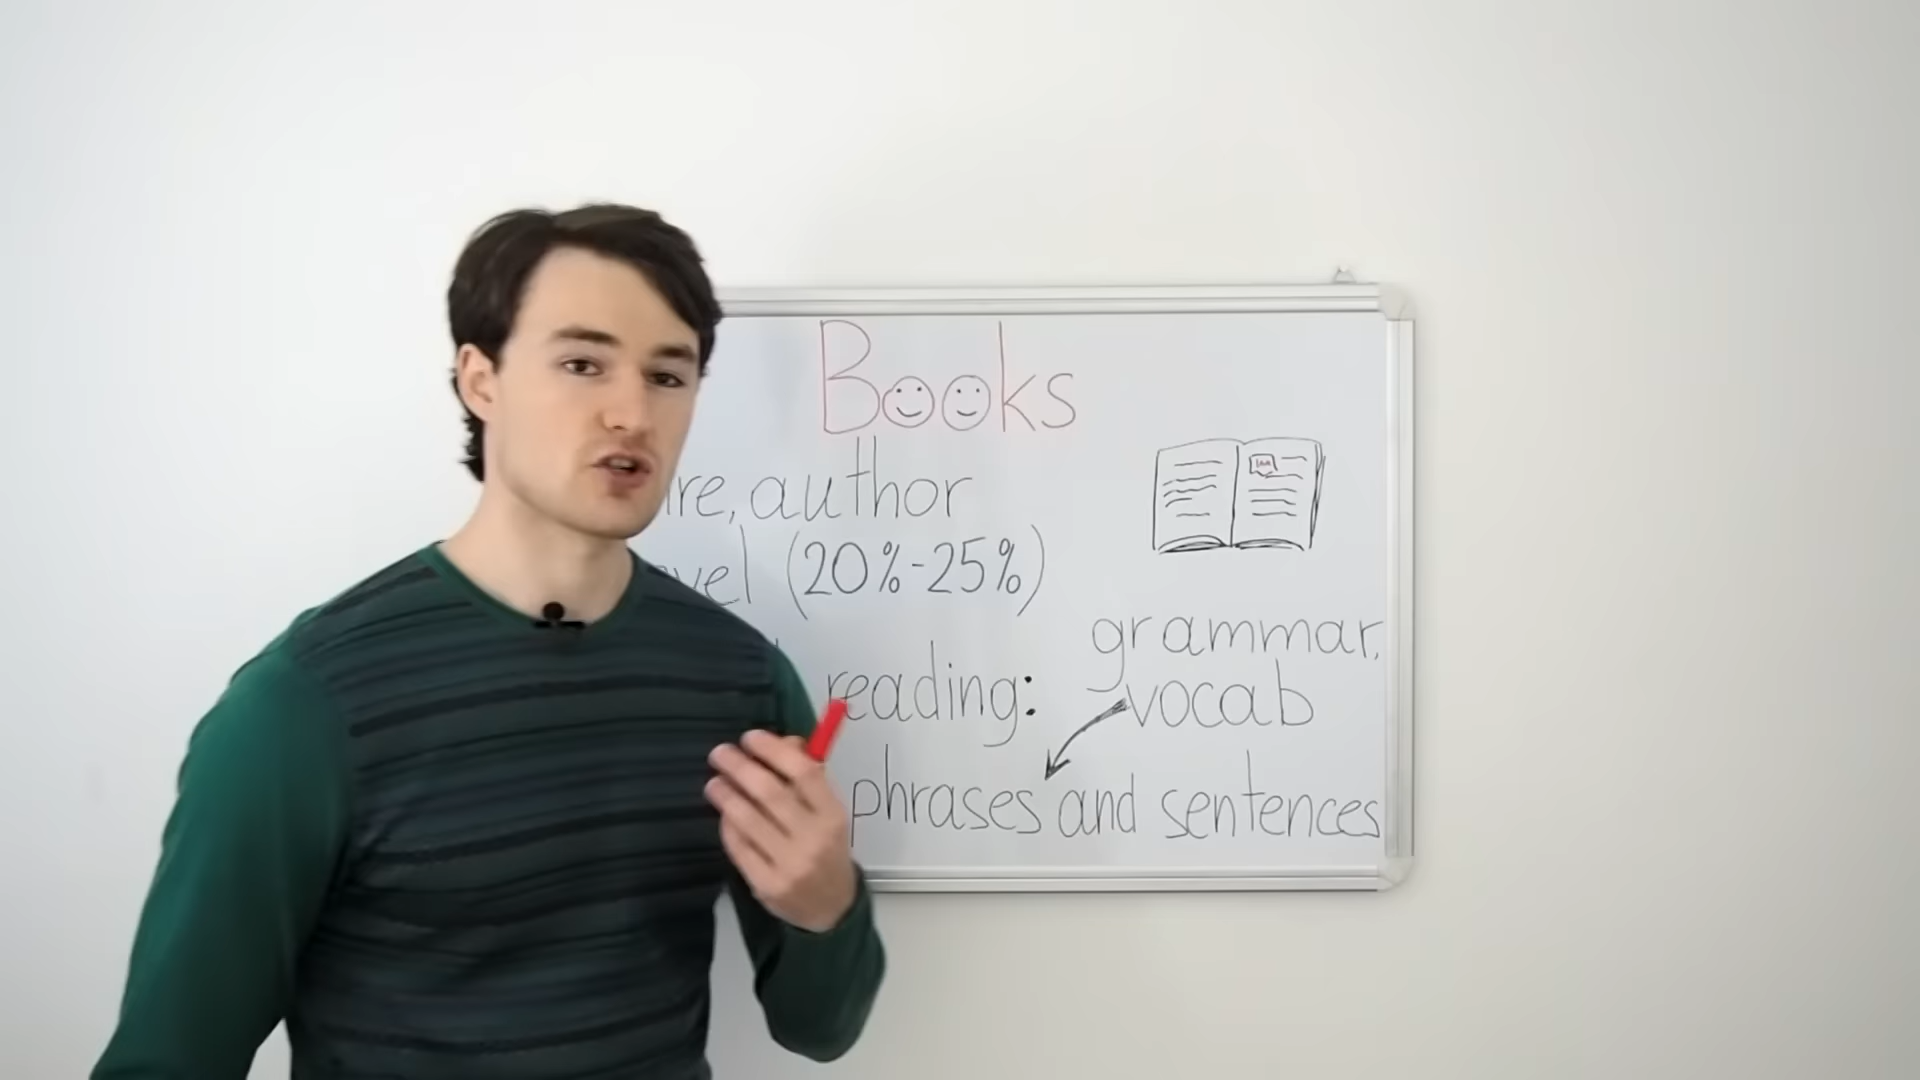 Books
re, author
vel (20%-25%)
reading:
grammar,
vocab
phrases and sentences